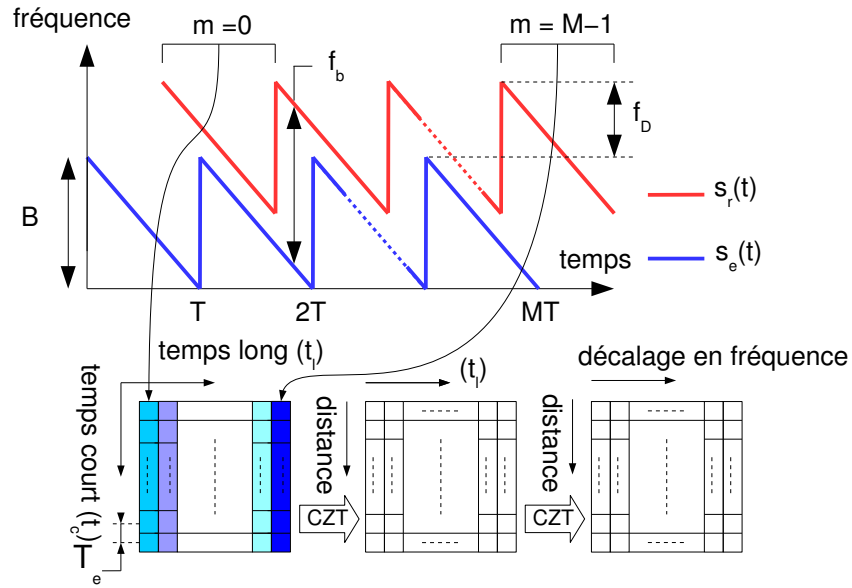 fréquence
m =0
m = M−1
f_b
f_D
B
s_r(t)
temps
s_e(t)
T
2T
MT
temps long (t_l)
(t_l)
décalage en fréquence
temps court (t_c)
distance
distance
CZT
CZT
T_e